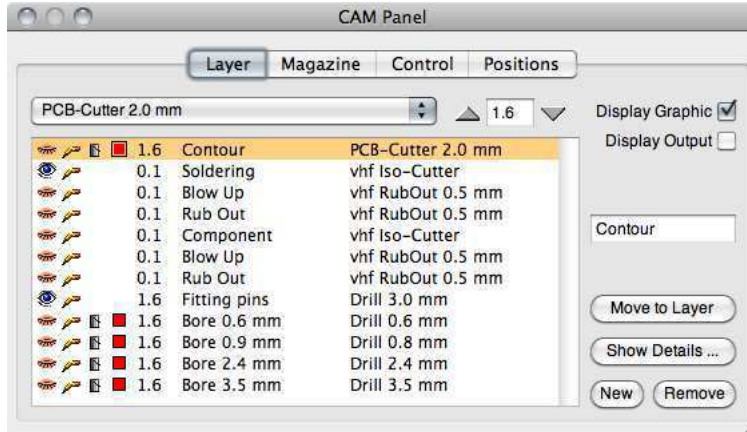 CAM Panel
Layer Magazine Control Positions
PCB-Cutter 2.0 mm 1.6 Display Graphic
Display Output
1.6 Contour PCB-Cutter 2.0 mm
0.1 Soldering vhf Iso-Cutter
0.1 Blow Up vhf RubOut 0.5 mm
0.1 Rub Out vhf RubOut 0.5 mm
0.1 Component vhf Iso-Cutter
0.1 Blow Up vhf RubOut 0.5 mm
0.1 Rub Out vhf RubOut 0.5 mm
1.6 Fitting pins Drill 3.0 mm
1.6 Bore 0.6 mm Drill 0.6 mm
1.6 Bore 0.9 mm Drill 0.8 mm
1.6 Bore 2.4 mm Drill 2.4 mm
1.6 Bore 3.5 mm Drill 3.5 mm
Contour
Move to Layer
Show Details ...
New Remove